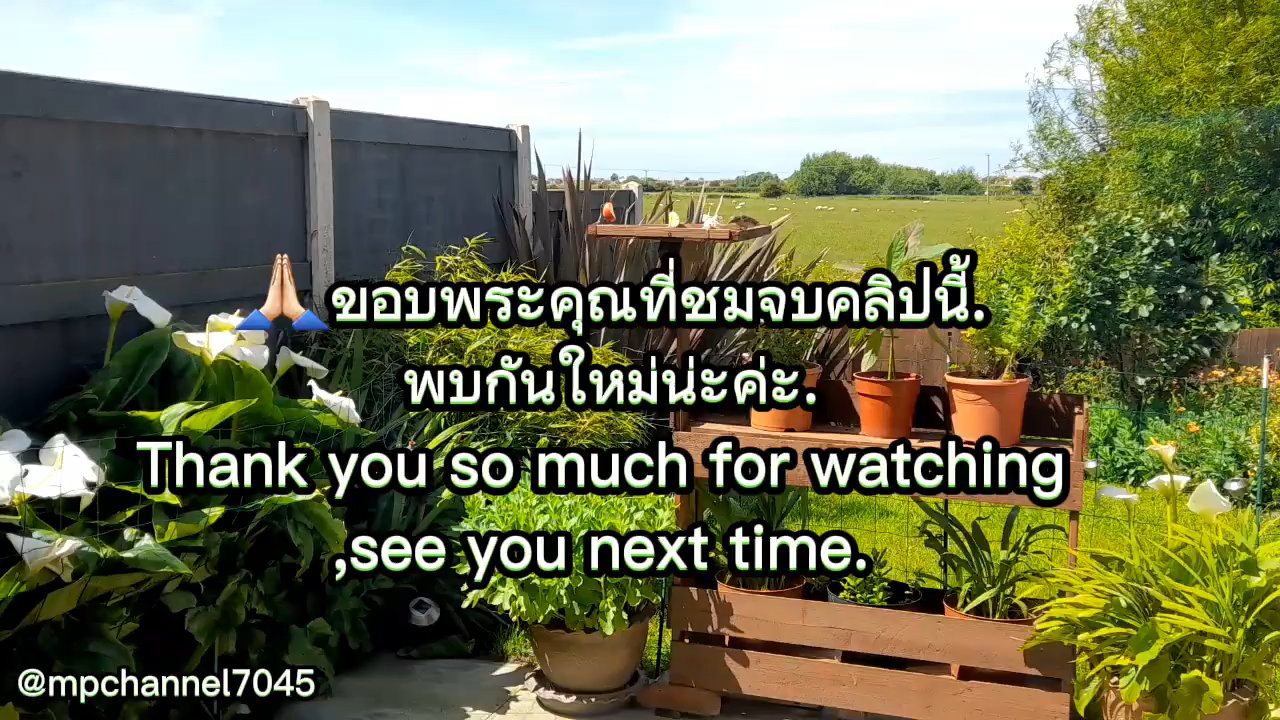 🙏🏻ขอบพระคุณที่ชมจบคลิปนี้.
พบกันใหม่น่ะค่ะ.
Thank you so much for watching
,see you next time.
@mpchannel7045